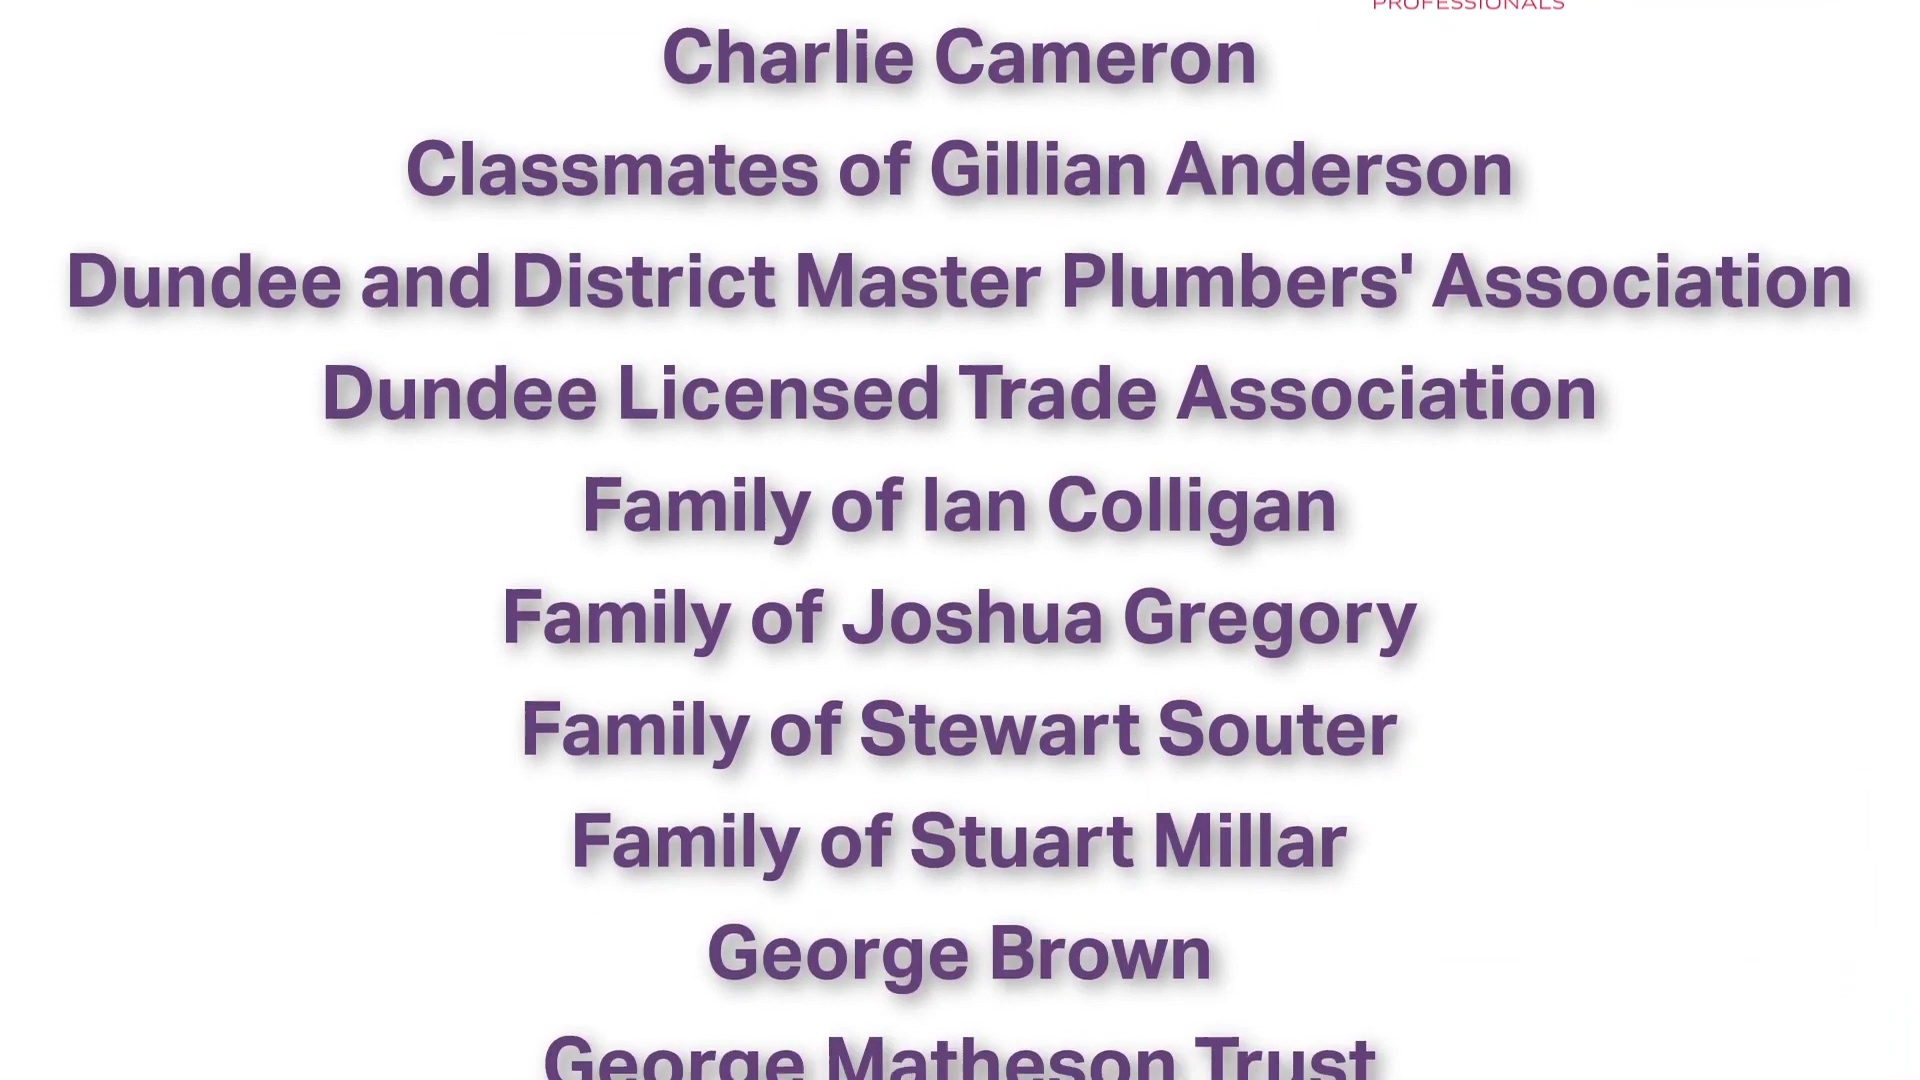 PROFESSIONALS
Charlie Cameron
Classmates of Gillian Anderson
Dundee and District Master Plumbers' Association
Dundee Licensed Trade Association
Family of Ian Colligan
Family of Joshua Gregory
Family of Stewart Souter
Family of Stuart Millar
George Brown
George Matheson Trust